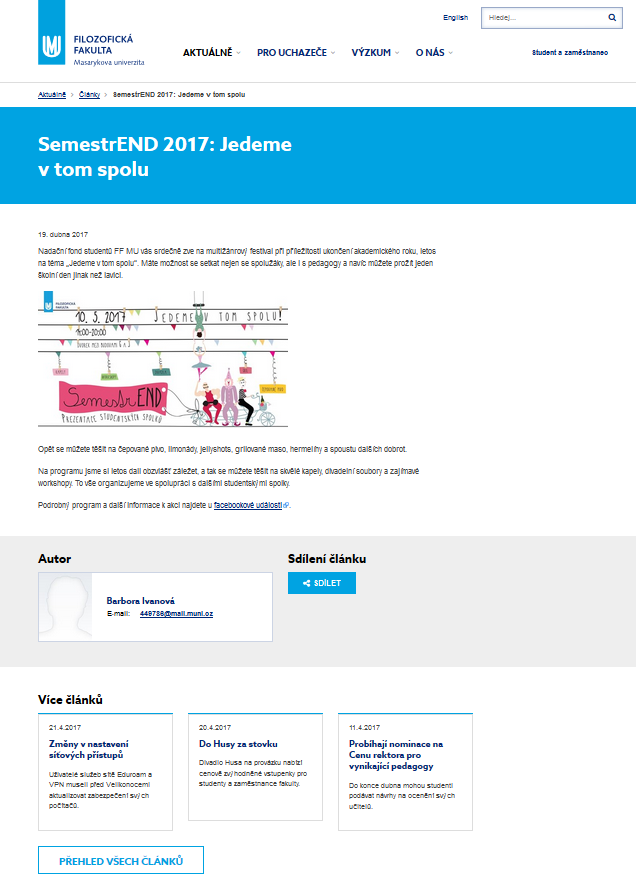 FILOZOFICKÁ
FAKULTA
Masarykova univerzita
English
Hledej...
AKTUÁLNĚ
PRO UCHAZEČE
VÝZKUM
O NÁS
Student a zaměstnanec
Aktuálně > Články > SemestrEND 2017: Jedeme v tom spolu
SemestrEND 2017: Jedeme
v tom spolu
19. dubna 2017
Nadační fond studentů FF MU vás srdečně zve na multižánrový festival při příležitosti ukončení akademického roku, letos
na téma „Jedeme v tom spolu“. Máte možnost se setkat nejen se spolužáky, ale i s pedagogy a navíc můžete prožít jeden
školní den jinak než lavici.
FILOZOFICKÁ
FAKULTA
10. 5. 2017 JEDEME V TOM SPOLU!
14:00-20:00
DVOREK MEZI BUDOVAMI G A J
SEMESTREND
PREZENTACE STUDENTSKÝCH SPOLKŮ
Opět se můžete těšit na čepované pivo, limonády, jellyshots, grilované maso, hermelíny a spoustu dalších dobrot.
Na programu jsme si letos dali obzvlášť záležet, a tak se můžete těšit na skvělé kapely, divadelní soubory a zajímavé
workshopy. To vše organizujeme ve spolupráci s dalšími studentskými spolky.
Podrobný program a další informace k akci najdete u facebookové události.
Autor
Barbora Ivanová
E-mail: 449786@mail.muni.cz
Sdílení článku
SDÍLET
Více článků
21.4.2017
Změny v nastavení
síťových přístupů
Uživatelé služeb sítě Eduroam a
VPN museli před Velikonocemi
aktualizovat zabezpečení svých
počítačů.
20.4.2017
Do Husy za stovku
Divadlo Husa na provázku nabízí
cenově zvýhodněné vstupenky pro
studenty a zaměstnance fakulty.
11.4.2017
Probíhají nominace na
Cenu rektora pro
vynikající pedagogy
Do konce dubna mohou studenti
podávat návrhy na ocenění svých
učitelů.
PŘEHLED VŠECH ČLÁNKŮ